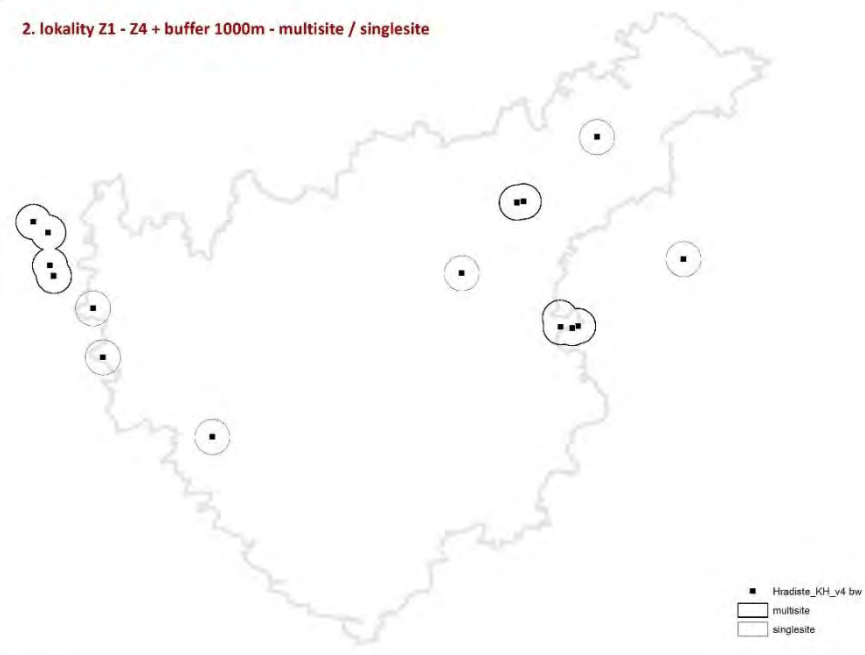 2. lokality Z1 - Z4 + buffer 1000m - multisite / singlesite
Hradiste_KH_v4 bw
multisite
singlesite